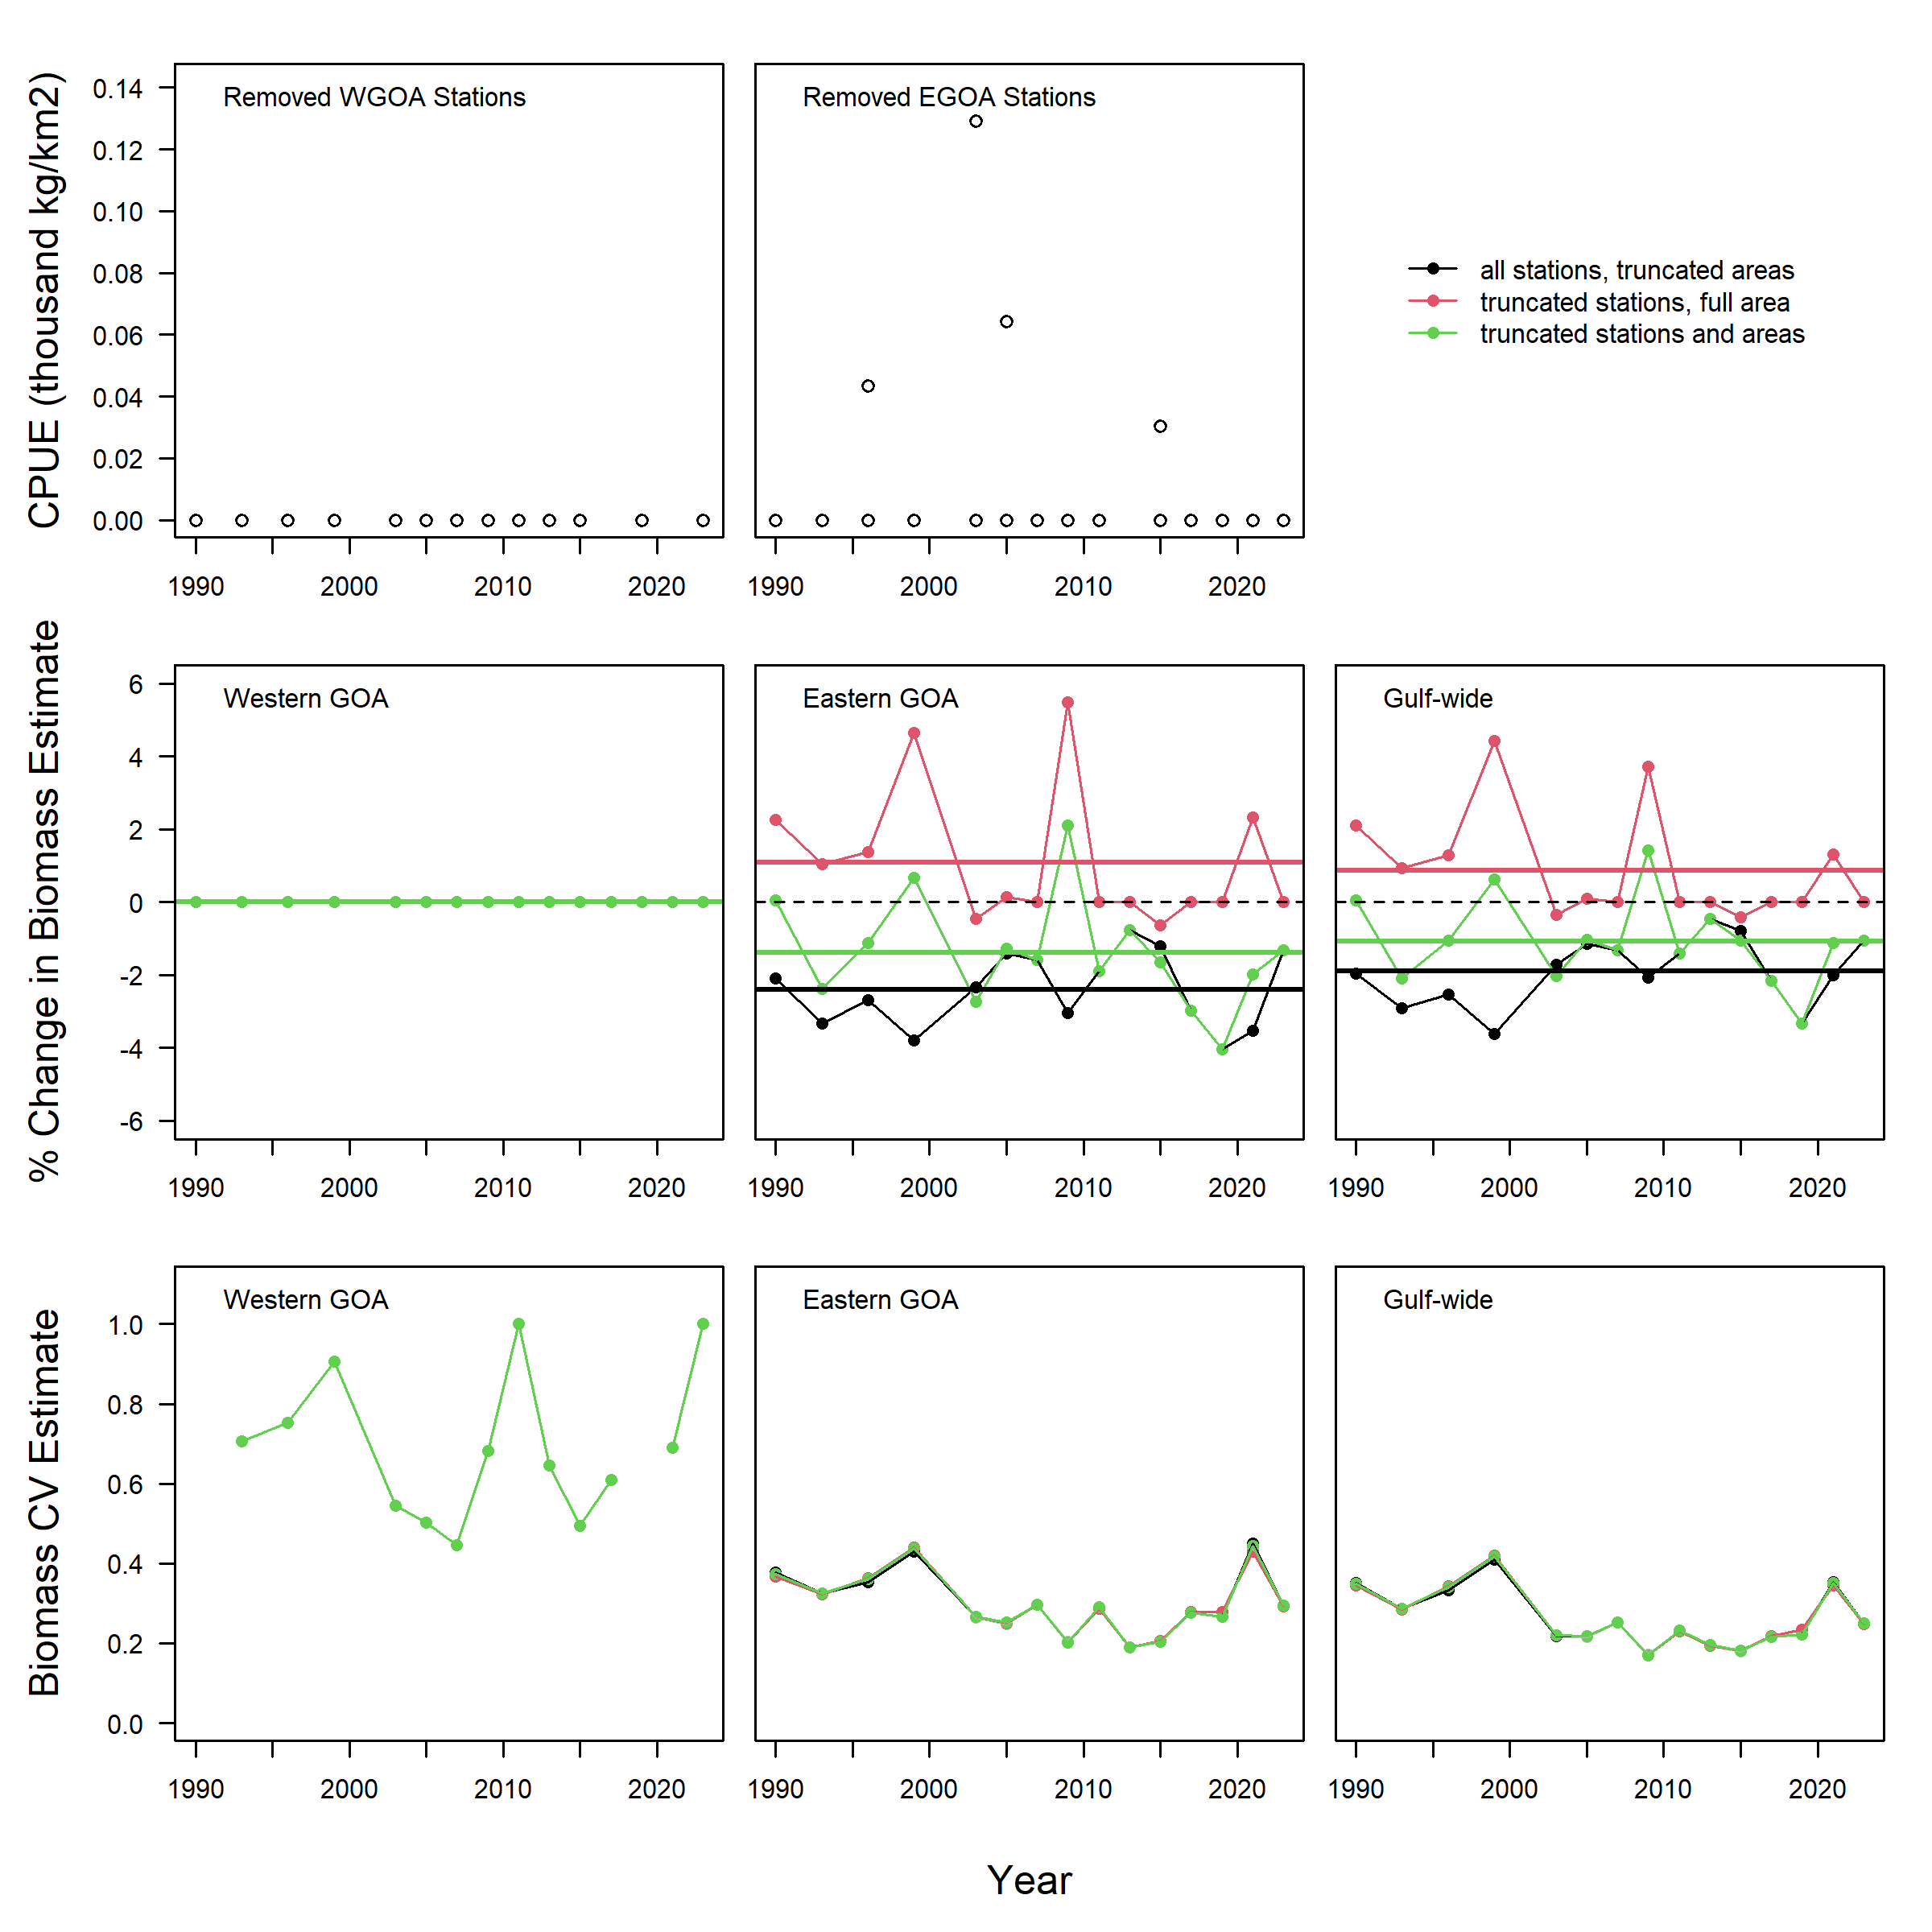 CPUE (thousand kg/km2)
0.14
0.12
0.10
0.08
0.06
0.04
0.02
0.00
Removed WGOA Stations
1990 2000 2010 2020
Removed EGOA Stations
1990 2000 2010 2020
all stations, truncated areas
truncated stations, full area
truncated stations and areas
% Change in Biomass Estimate
6
4
2
0
-2
-4
-6
Western GOA
1990 2000 2010 2020
Eastern GOA
1990 2000 2010 2020
Gulf-wide
1990 2000 2010 2020
Biomass CV Estimate
1.0
0.8
0.6
0.4
0.2
0.0
Western GOA
1990 2000 2010 2020
Eastern GOA
1990 2000 2010 2020
Gulf-wide
1990 2000 2010 2020
Year